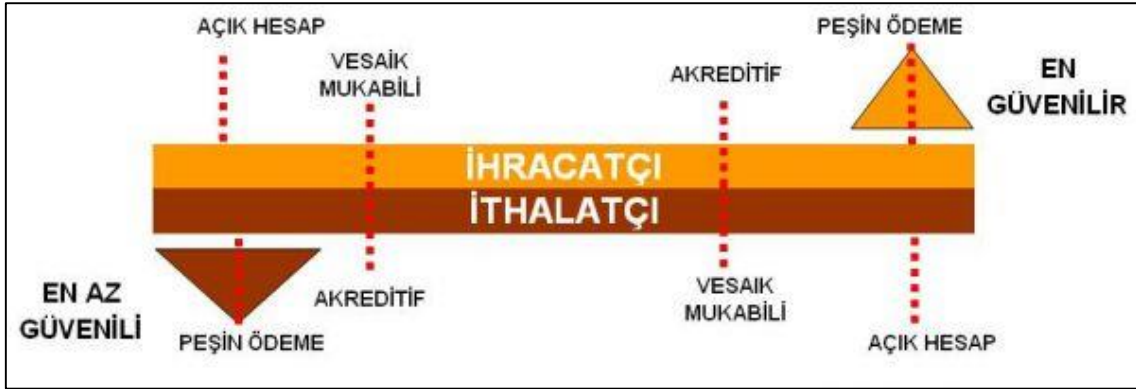 AÇIK HESAP
VESAİK
MUKABİLİ
AKREDİTİF
PEŞİN ÖDEME
EN
GÜVENİLİR
İHRACATÇI
İTHALATÇI
EN AZ
GÜVENİLİ
PEŞİN ÖDEME
AKREDİTİF
VESAIK
MUKABİLİ
AÇIK HESAP